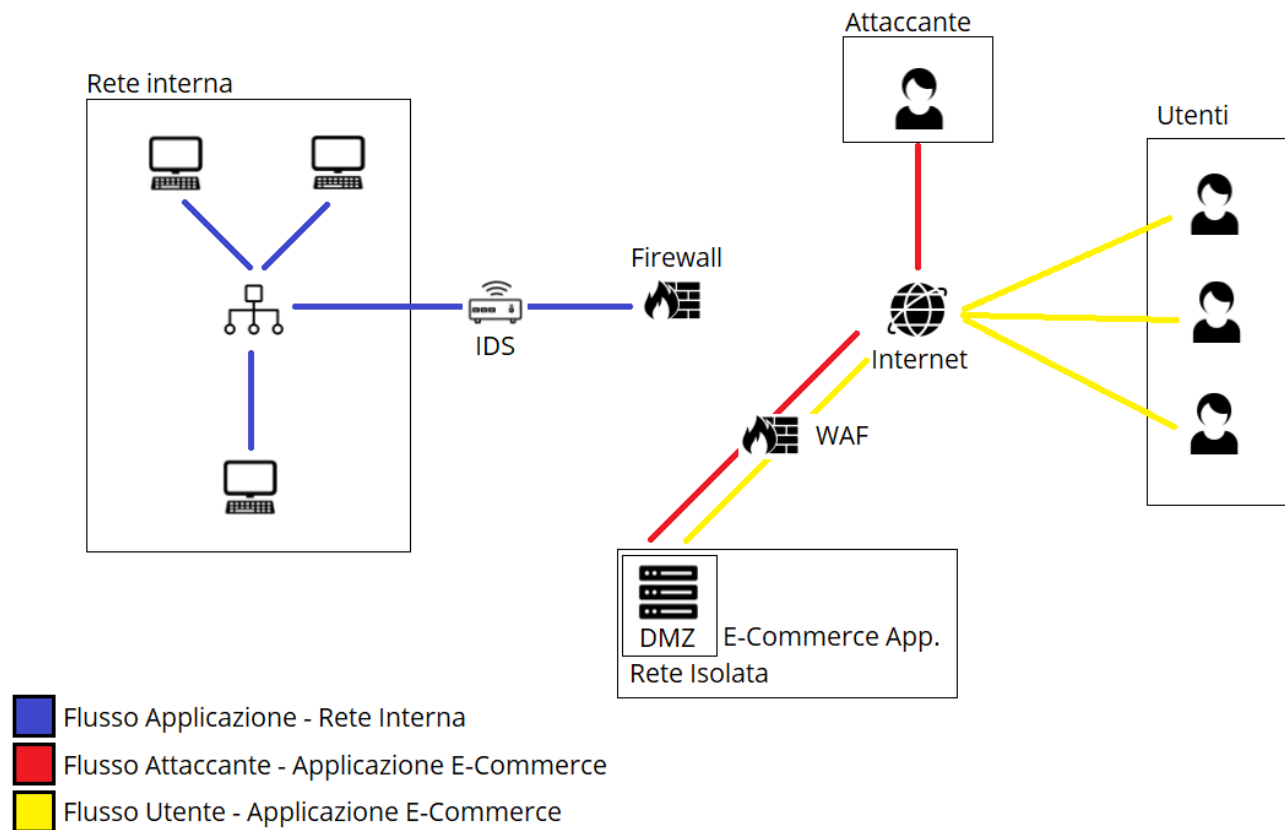 Attaccante
Rete interna
Utenti
Firewall
IDS
Internet
WAF
DMZ
E-Commerce App.
Rete Isolata
Flusso Applicazione - Rete Interna
Flusso Attaccante - Applicazione E-Commerce
Flusso Utente - Applicazione E-Commerce